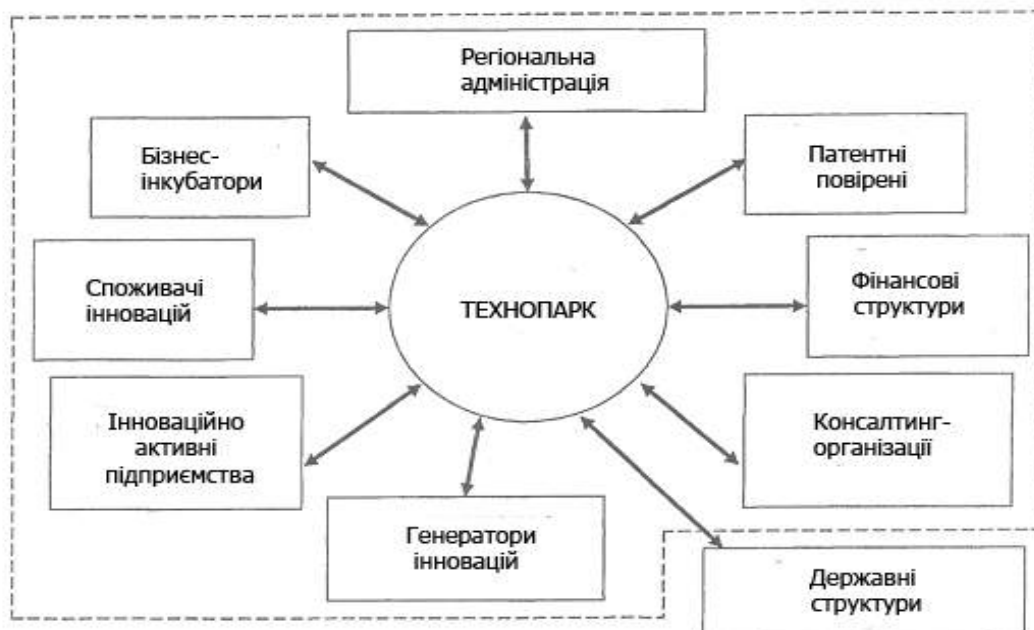 Регіональна
адміністрація
Бізнес-
інкубатори
Патентні
повірені
Споживачі
інновацій
ТЕХНОПАРК
Фінансові
структури
Інноваційно
активні
підприємства
Консалтинг-
організації
Генератори
інновацій
Державні
структури